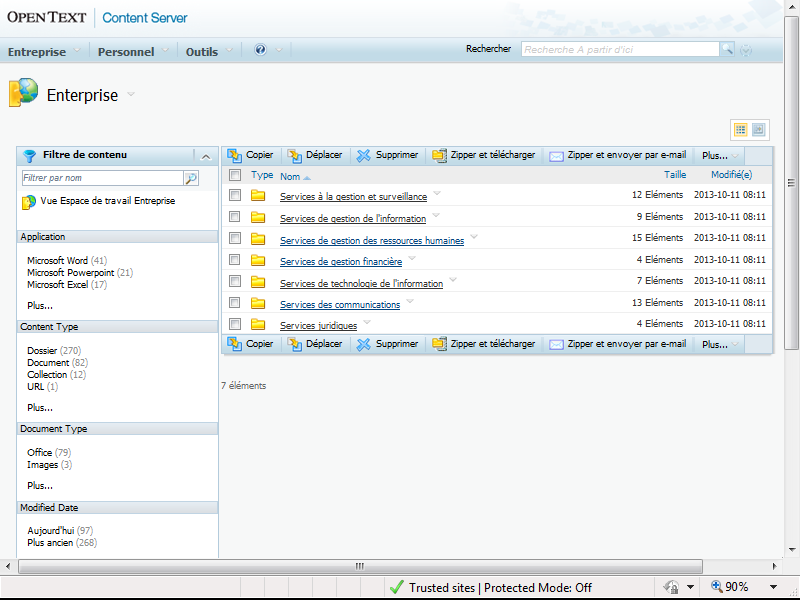 OPEN TEXT Content Server
Entreprise Personnel Outils Rechercher Recherche A partir d'ici
Enterprise
Filtre de contenu
Filtrer par nom
Vue Espace de travail Entreprise
Application
Microsoft Word (41)
Microsoft Powerpoint (21)
Microsoft Excel (17)
Plus...
Content Type
Dossier (270)
Document (82)
Collection (12)
URL (1)
Plus...
Document Type
Office (79)
Images (3)
Plus...
Modified Date
Aujourd'hui (97)
Plus ancien (268)
Copier Déplacer Supprimer Zipper et télécharger Zipper et envoyer par e-mail Plus...
Type Nom Taille Modifié(e)
Services à la gestion et surveillance 12 Eléments 2013-10-11 08:11
Services de gestion de l'information 9 Eléments 2013-10-11 08:11
Services de gestion des ressources humaines 15 Eléments 2013-10-11 08:11
Services de gestion financière 4 Eléments 2013-10-11 08:11
Services de technologie de l'information 7 Eléments 2013-10-11 08:11
Services des communications 13 Eléments 2013-10-11 08:11
Services juridiques 4 Eléments 2013-10-11 08:11
Copier Déplacer Supprimer Zipper et télécharger Zipper et envoyer par e-mail Plus...
7 éléments
Trusted sites | Protected Mode: Off 90%